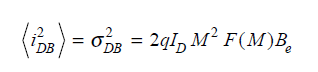 ⟨i²_DB⟩ = σ²_DB = 2qI_D M² F(M)B_e